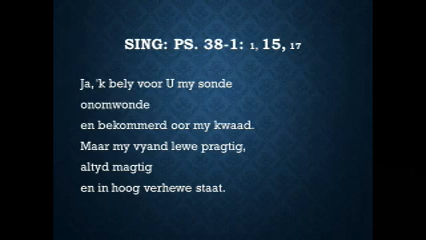 SING: PS. 38-1: 1, 15, 17
Ja, 'k bely voor U my sonde
onomwonde
en bekommerd oor my kwaad.
Maar my vyand lewe pragtig,
altyd magtig
en in hoog verhewe staat.